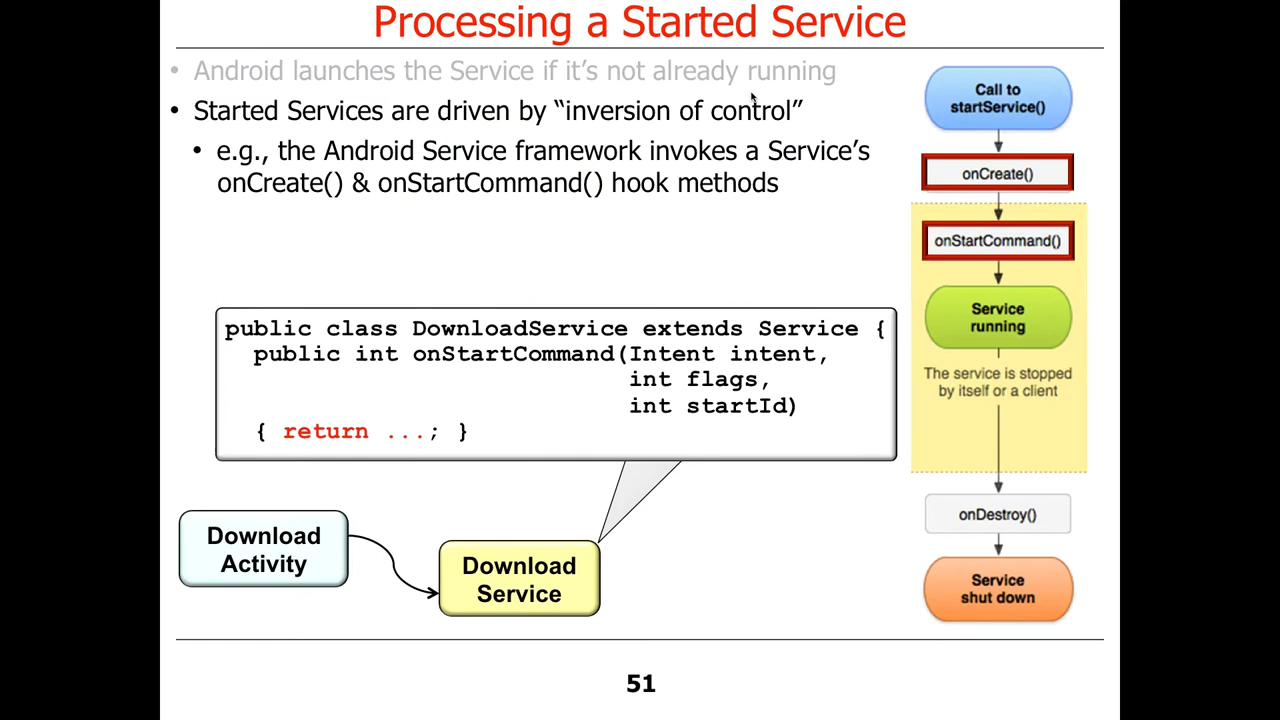 Processing a Started Service
• Android launches the Service if it’s not already running
• Started Services are driven by “inversion of control”
• e.g., the Android Service framework invokes a Service’s
onCreate() & onStartCommand() hook methods
public class DownloadService extends Service {
public int onStartCommand(Intent intent,
int flags,
int startId)
{ return ...; }
Download
Activity
Download
Service
Call to
startService()
onCreate()
onStartCommand()
Service
running
The service is stopped
by itself or a client
onDestroy()
Service
shut down
51